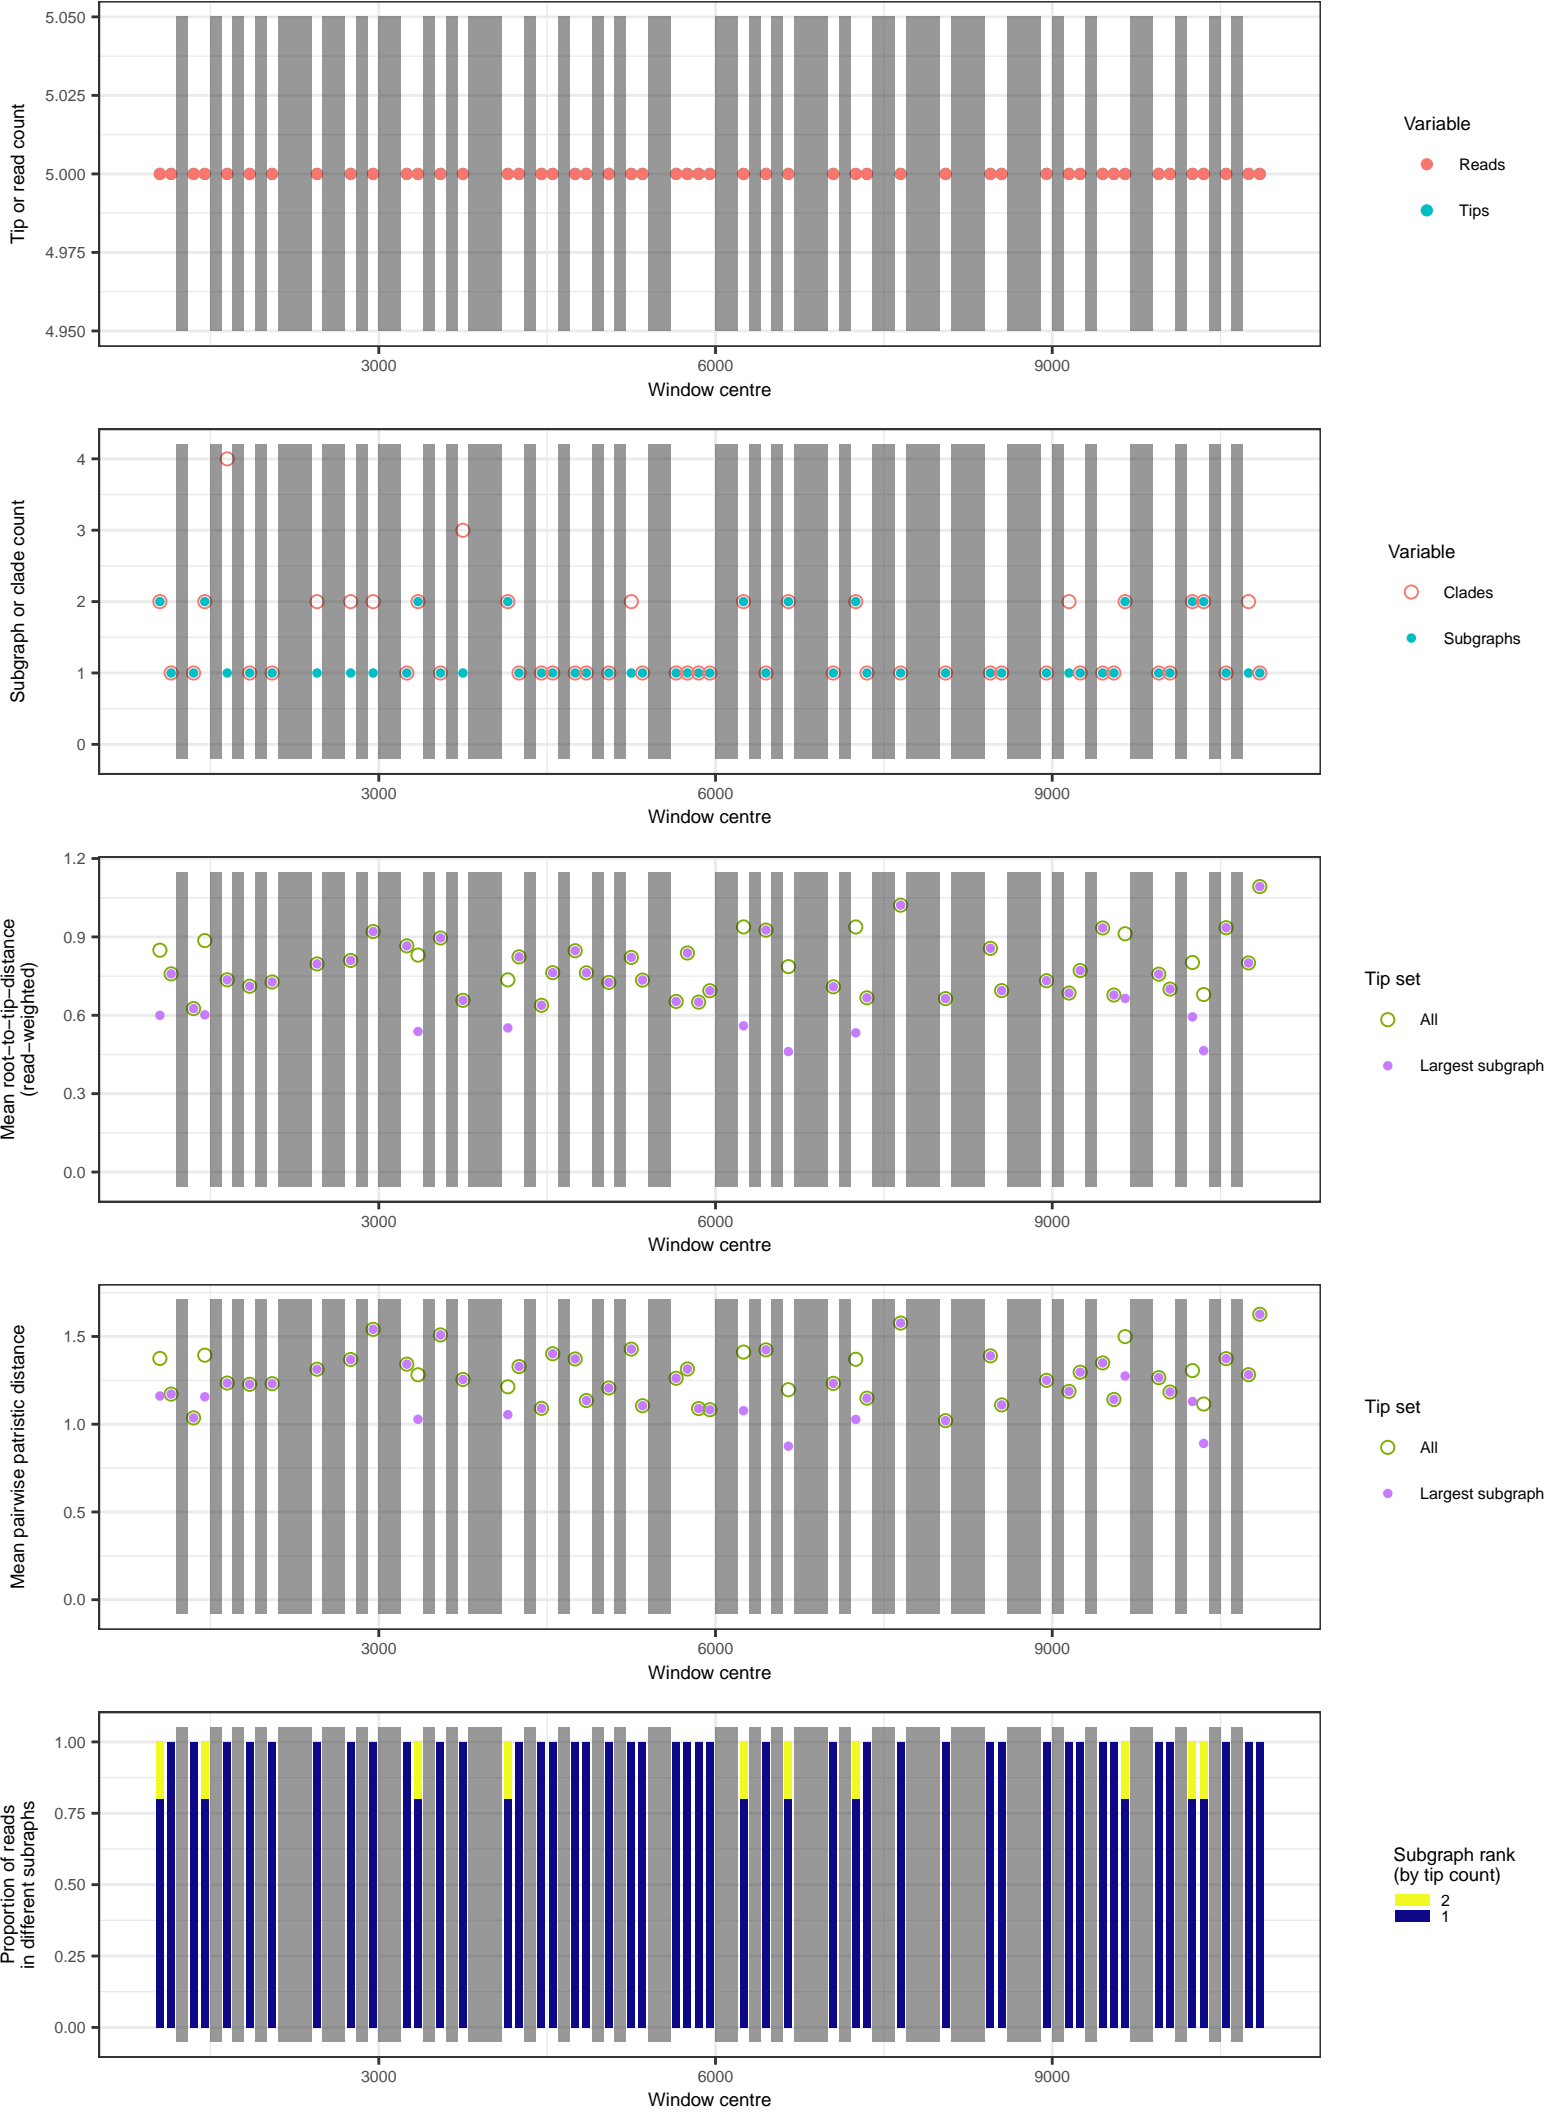 5.050
5.025
5.000
4.975
4.950
Tip or read count
3000
6000
9000
Window centre
Variable
Reads
Tips
4
3
2
1
0
Subgraph or clade count
3000
6000
9000
Window centre
Variable
Clades
Subgraphs
1.2
0.9
0.6
0.3
0.0
Mean root−to−tip−distance
(read−weighted)
3000
6000
9000
Window centre
Tip set
All
Largest subgraph
1.5
1.0
0.5
0.0
Mean pairwise patristic distance
3000
6000
9000
Window centre
Tip set
All
Largest subgraph
1.00
0.75
0.50
0.25
0.00
Proportion of reads
in different subraphs
3000
6000
9000
Window centre
Subgraph rank
(by tip count)
2
1